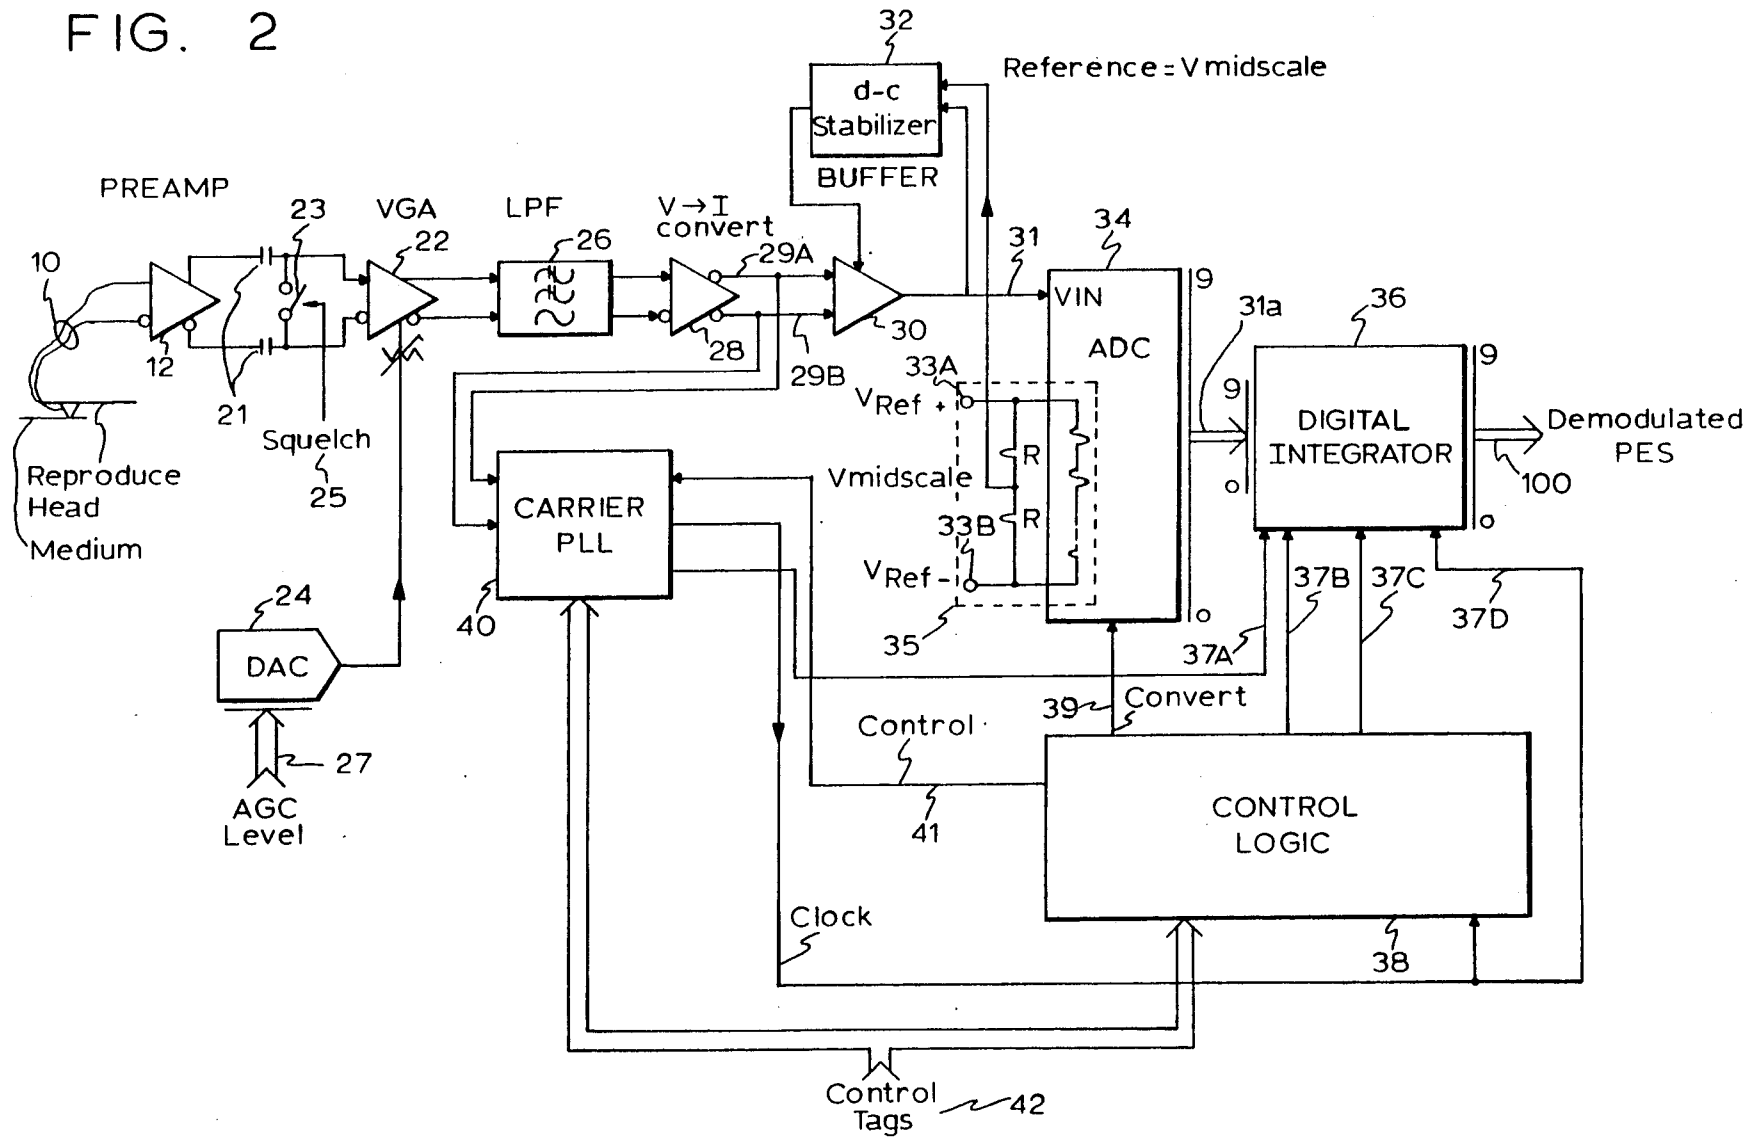 FIG. 2
32
Reference = Vmidscale
d-c
Stabilizer
BUFFER
PREAMP
23
VGA
22
LPF
26
V→I
convert
29A
31
34
10
12
21
28
30
29B
VIN
ADC
9
31a
36
9
9
DIGITAL
INTEGRATOR
Demodulated
PES
100
0
0
0
33A
VRef +
R
Vmidscale
R
33B
VRef -
35
Squelch
25
Reproduce
Head
Medium
CARRIER
PLL
40
24
DAC
27
AGC
Level
37A
37B
37C
37D
39
Convert
Control
41
CONTROL
LOGIC
38
Clock
Control
Tags
42